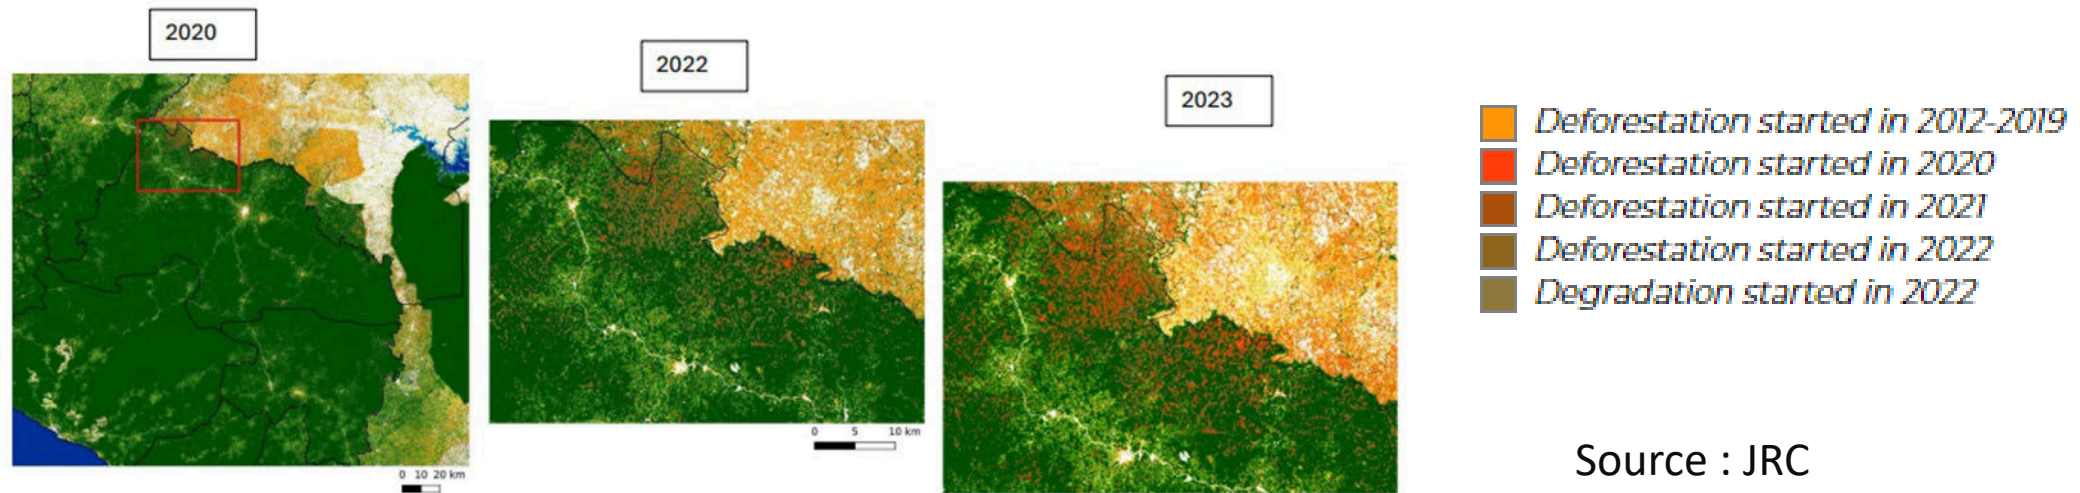 2020
2022
2023
0 10 20 km
0 5 10 km
Deforestation started in 2012-2019
Deforestation started in 2020
Deforestation started in 2021
Deforestation started in 2022
Degradation started in 2022
Source : JRC